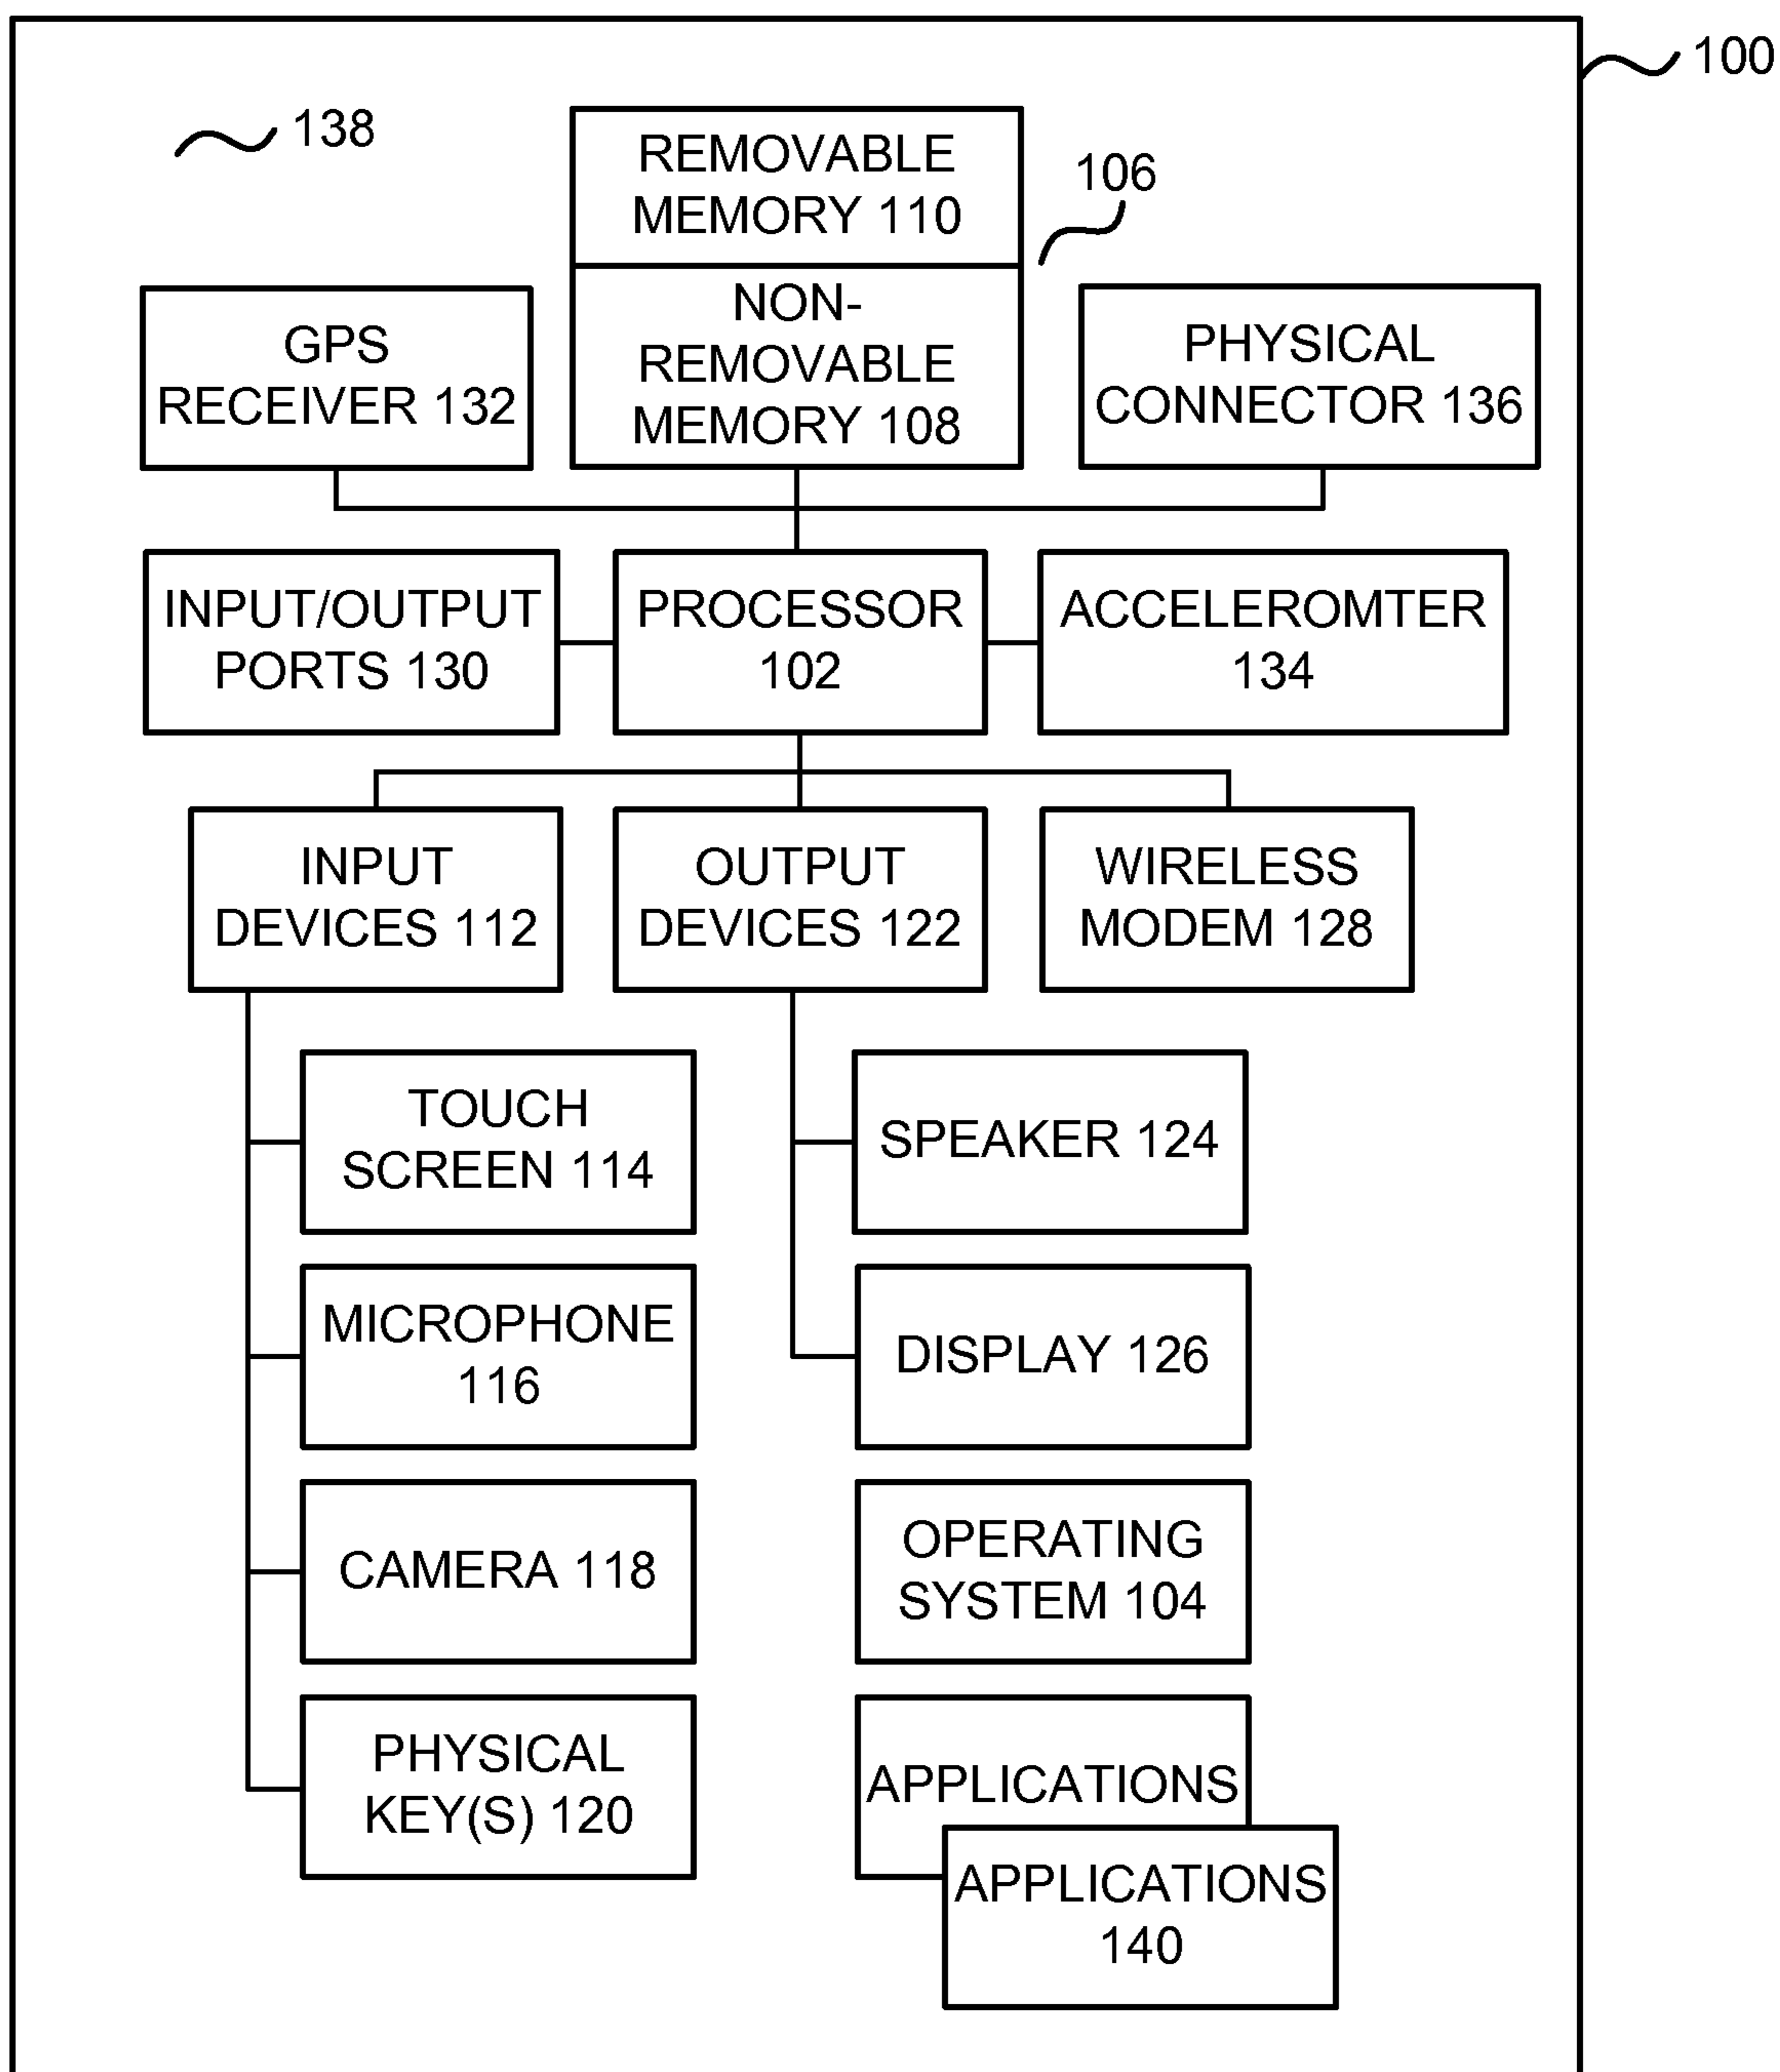 100
138
REMOVABLE
MEMORY 110
106
NON-
REMOVABLE
MEMORY 108
GPS
RECEIVER 132
PHYSICAL
CONNECTOR 136
INPUT/OUTPUT
PORTS 130
PROCESSOR
102
ACCELEROMTER
134
INPUT
DEVICES 112
OUTPUT
DEVICES 122
WIRELESS
MODEM 128
TOUCH
SCREEN 114
SPEAKER 124
MICROPHONE
116
DISPLAY 126
CAMERA 118
OPERATING
SYSTEM 104
PHYSICAL
KEY(S) 120
APPLICATIONS
APPLICATIONS
140